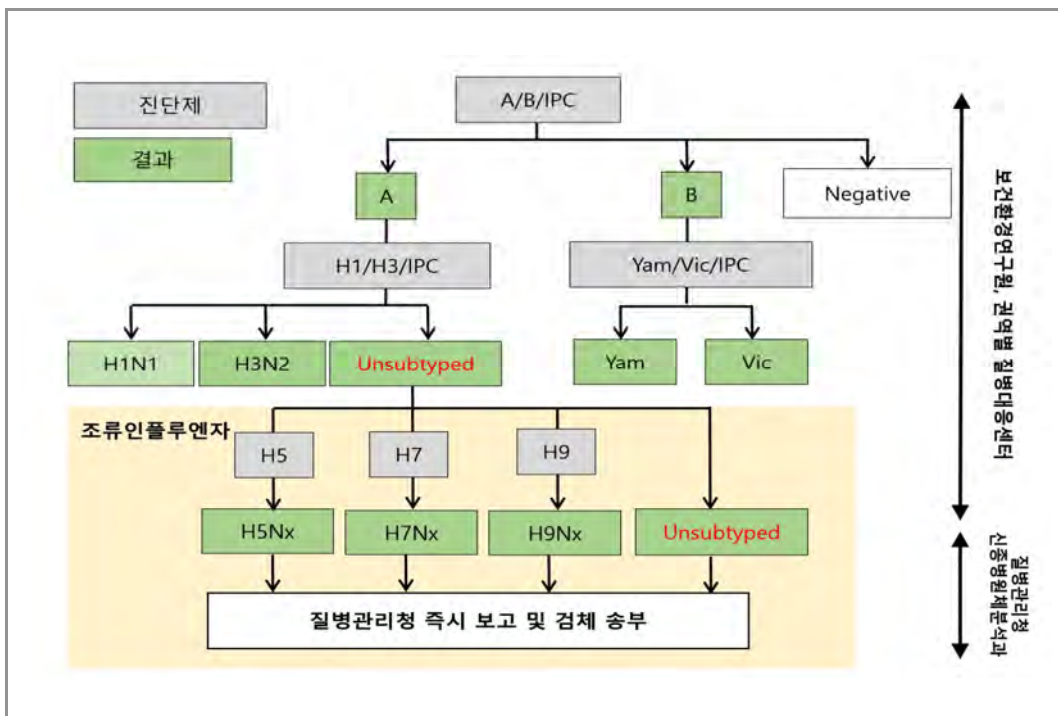 진단제
결과
A/B/IPC
A
B
Negative
H1/H3/IPC
Yam/Vic/IPC
H1N1
H3N2
Unsubtyped
Yam
Vic
조류인플루엔자
H5
H7
H9
H5Nx
H7Nx
H9Nx
Unsubtyped
질병관리청 즉시 보고 및 검체 송부
보건환경연구원, 권역별 질병대응센터
질병관리청
신종병원체분석과